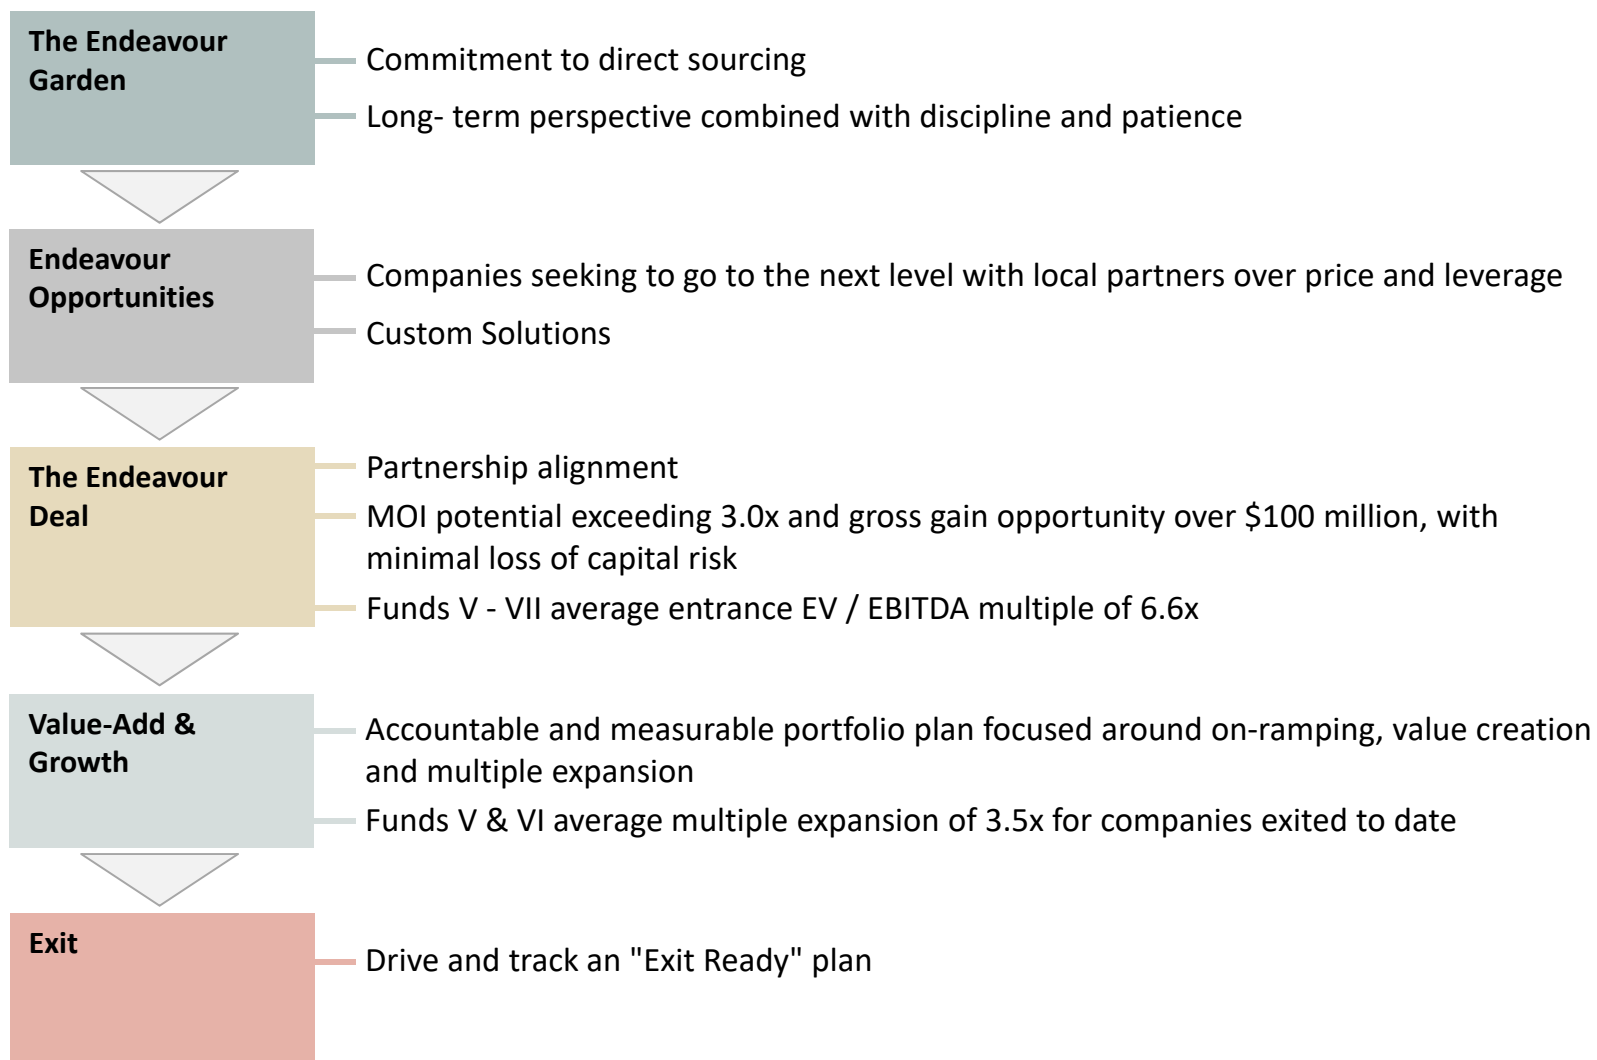 The Endeavour
Garden
Commitment to direct sourcing
Long- term perspective combined with discipline and patience
Endeavour
Opportunities
Companies seeking to go to the next level with local partners over price and leverage
Custom Solutions
The Endeavour
Deal
Partnership alignment
MOI potential exceeding 3.0x and gross gain opportunity over $100 million, with
minimal loss of capital risk
Funds V - VII average entrance EV / EBITDA multiple of 6.6x
Value-Add &
Growth
Accountable and measurable portfolio plan focused around on-ramping, value creation
and multiple expansion
Funds V & VI average multiple expansion of 3.5x for companies exited to date
Exit
Drive and track an "Exit Ready" plan